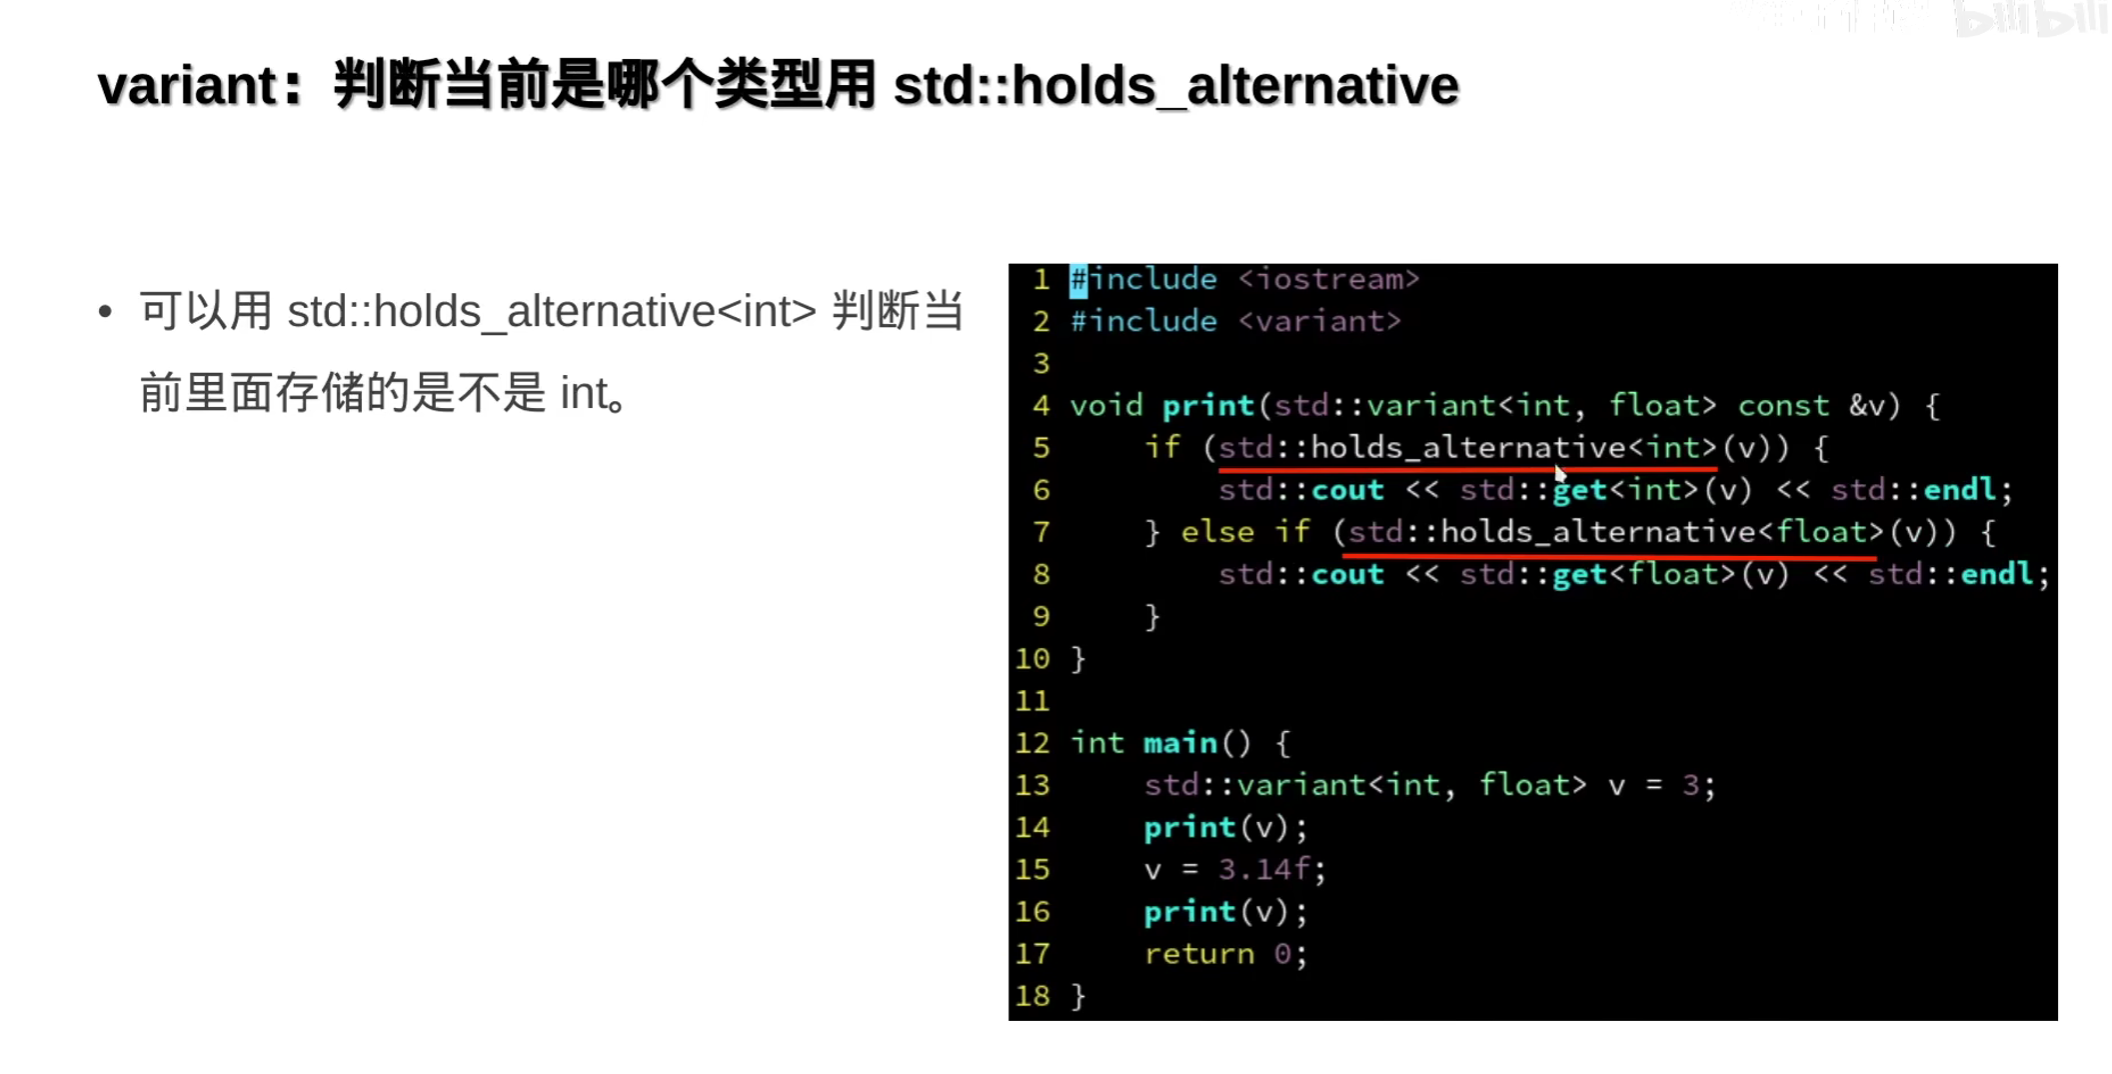 bilibili
variant：判断当前是哪个类型用 std::holds_alternative
• 可以用 std::holds_alternative<int> 判断当
前里面存储的是不是 int。
1 #include <iostream>
2 #include <variant>
3
4 void print(std::variant<int, float> const &v) {
5     if (std::holds_alternative<int>(v)) {
6         std::cout << std::get<int>(v) << std::endl;
7     } else if (std::holds_alternative<float>(v)) {
8         std::cout << std::get<float>(v) << std::endl;
9     }
10 }
11
12 int main() {
13     std::variant<int, float> v = 3;
14     print(v);
15     v = 3.14f;
16     print(v);
17     return 0;
18 }